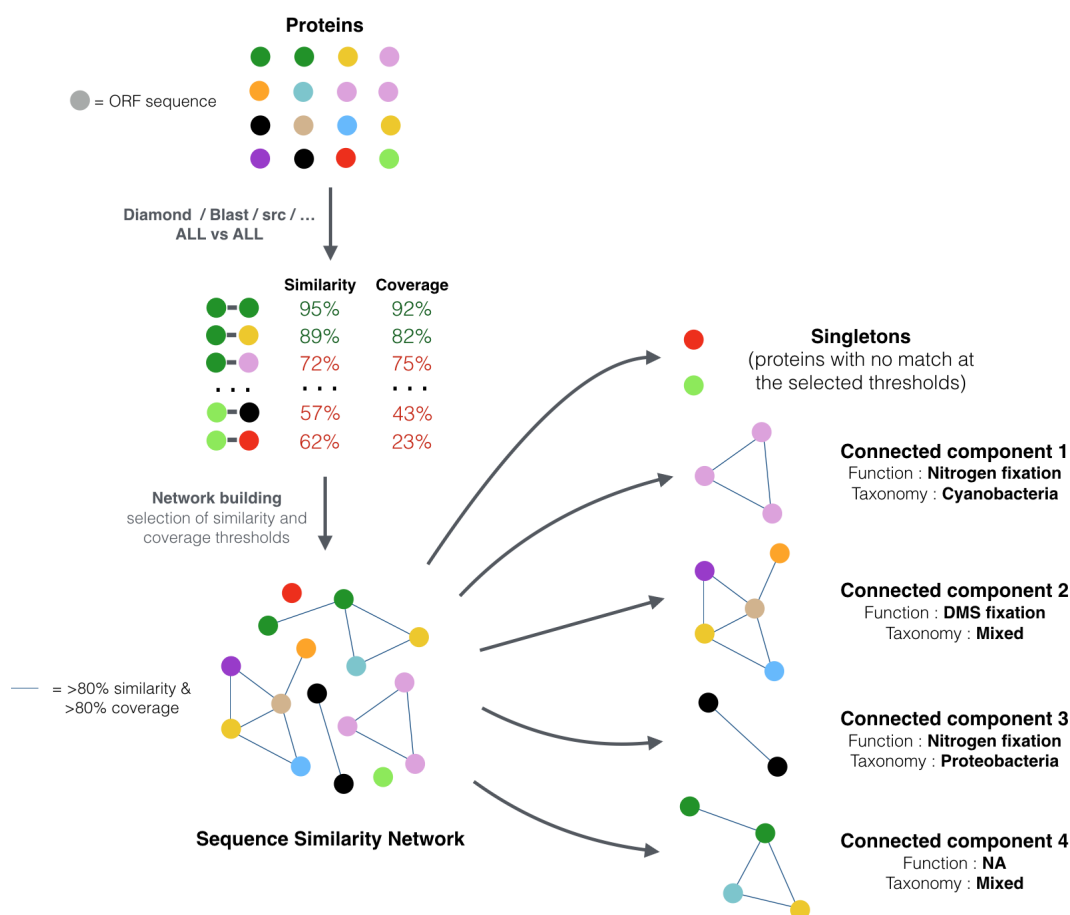 Proteins
= ORF sequence
Diamond / Blast / src / ...
ALL vs ALL
Similarity Coverage
95% 92%
89% 82%
72% 75%
... ... ...
57% 43%
62% 23%
Network building
selection of similarity and
coverage thresholds
= >80% similarity &
>80% coverage
Sequence Similarity Network
Singletons
(proteins with no match at
the selected thresholds)
Connected component 1
Function : Nitrogen fixation
Taxonomy : Cyanobacteria
Connected component 2
Function : DMS fixation
Taxonomy : Mixed
Connected component 3
Function : Nitrogen fixation
Taxonomy : Proteobacteria
Connected component 4
Function : NA
Taxonomy : Mixed